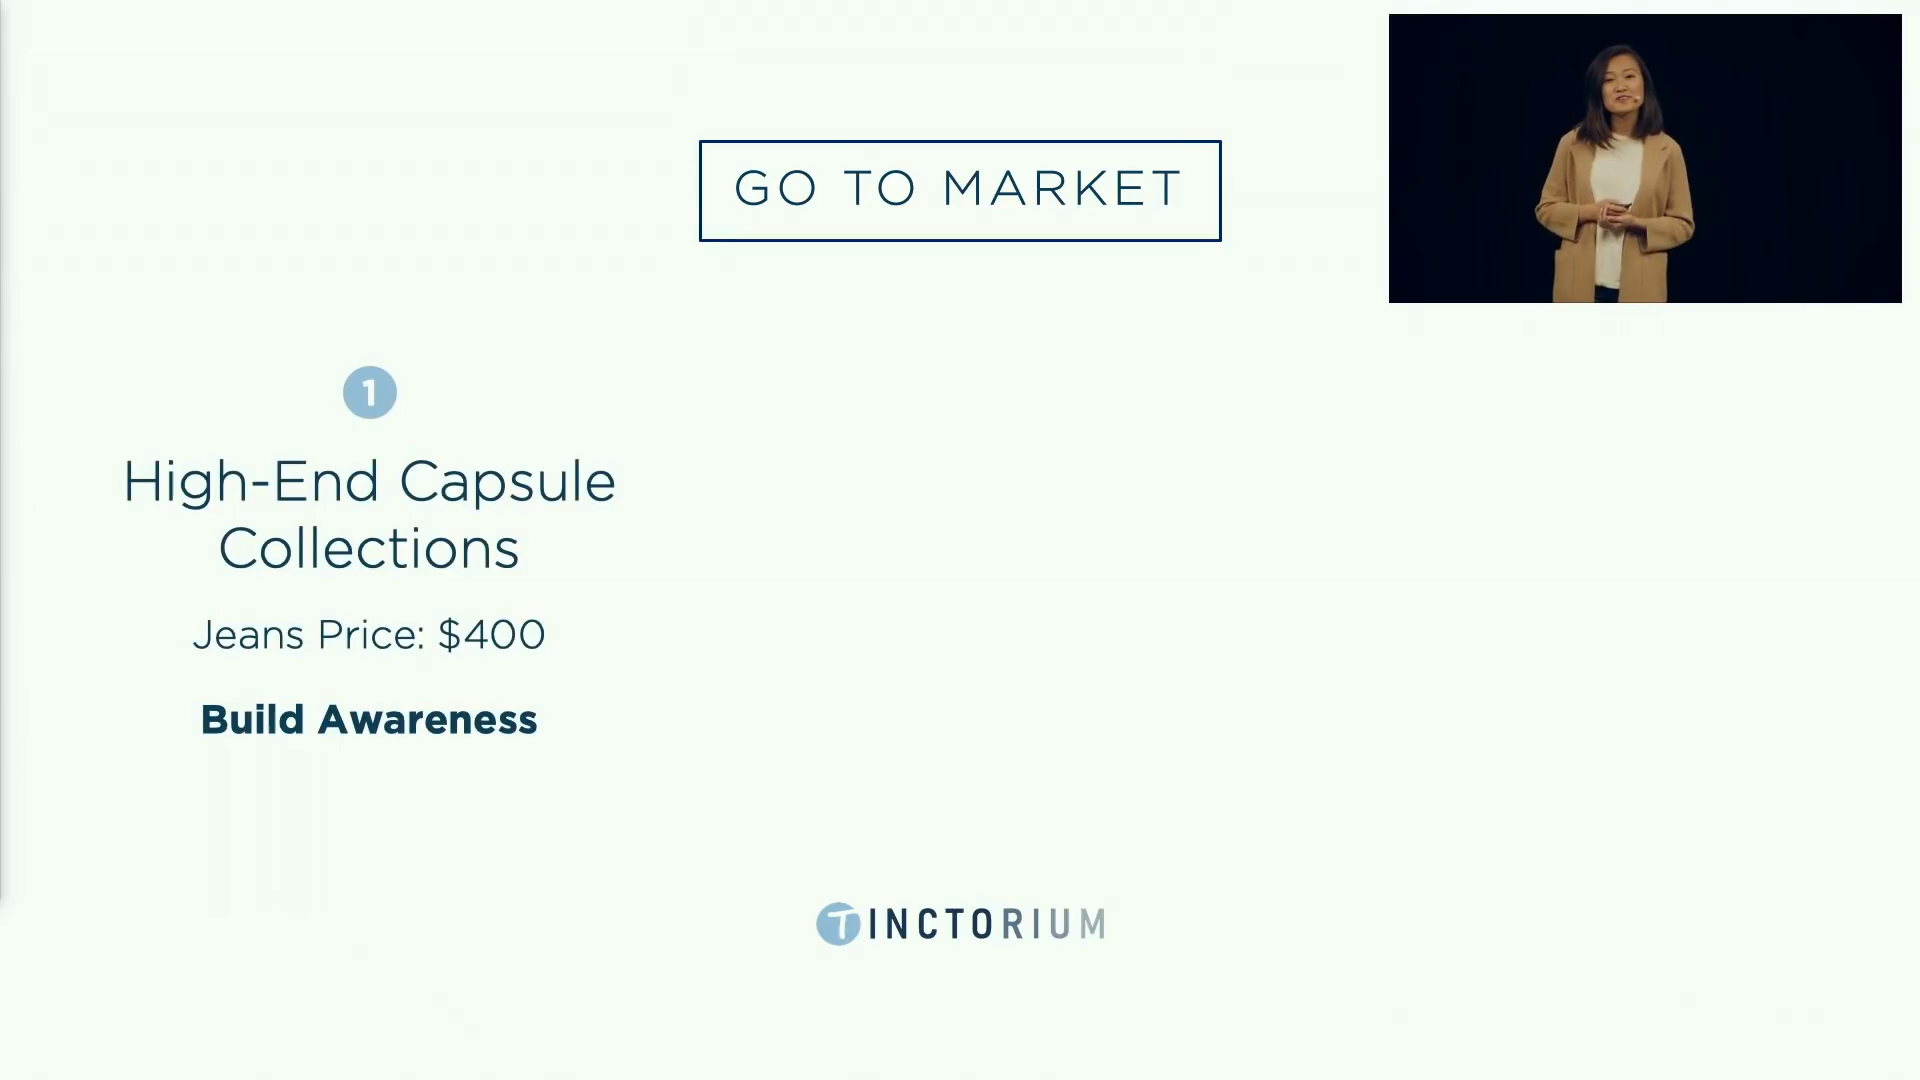 GO TO MARKET
1
High-End Capsule
Collections
Jeans Price: $400
Build Awareness
TINCTORIUM